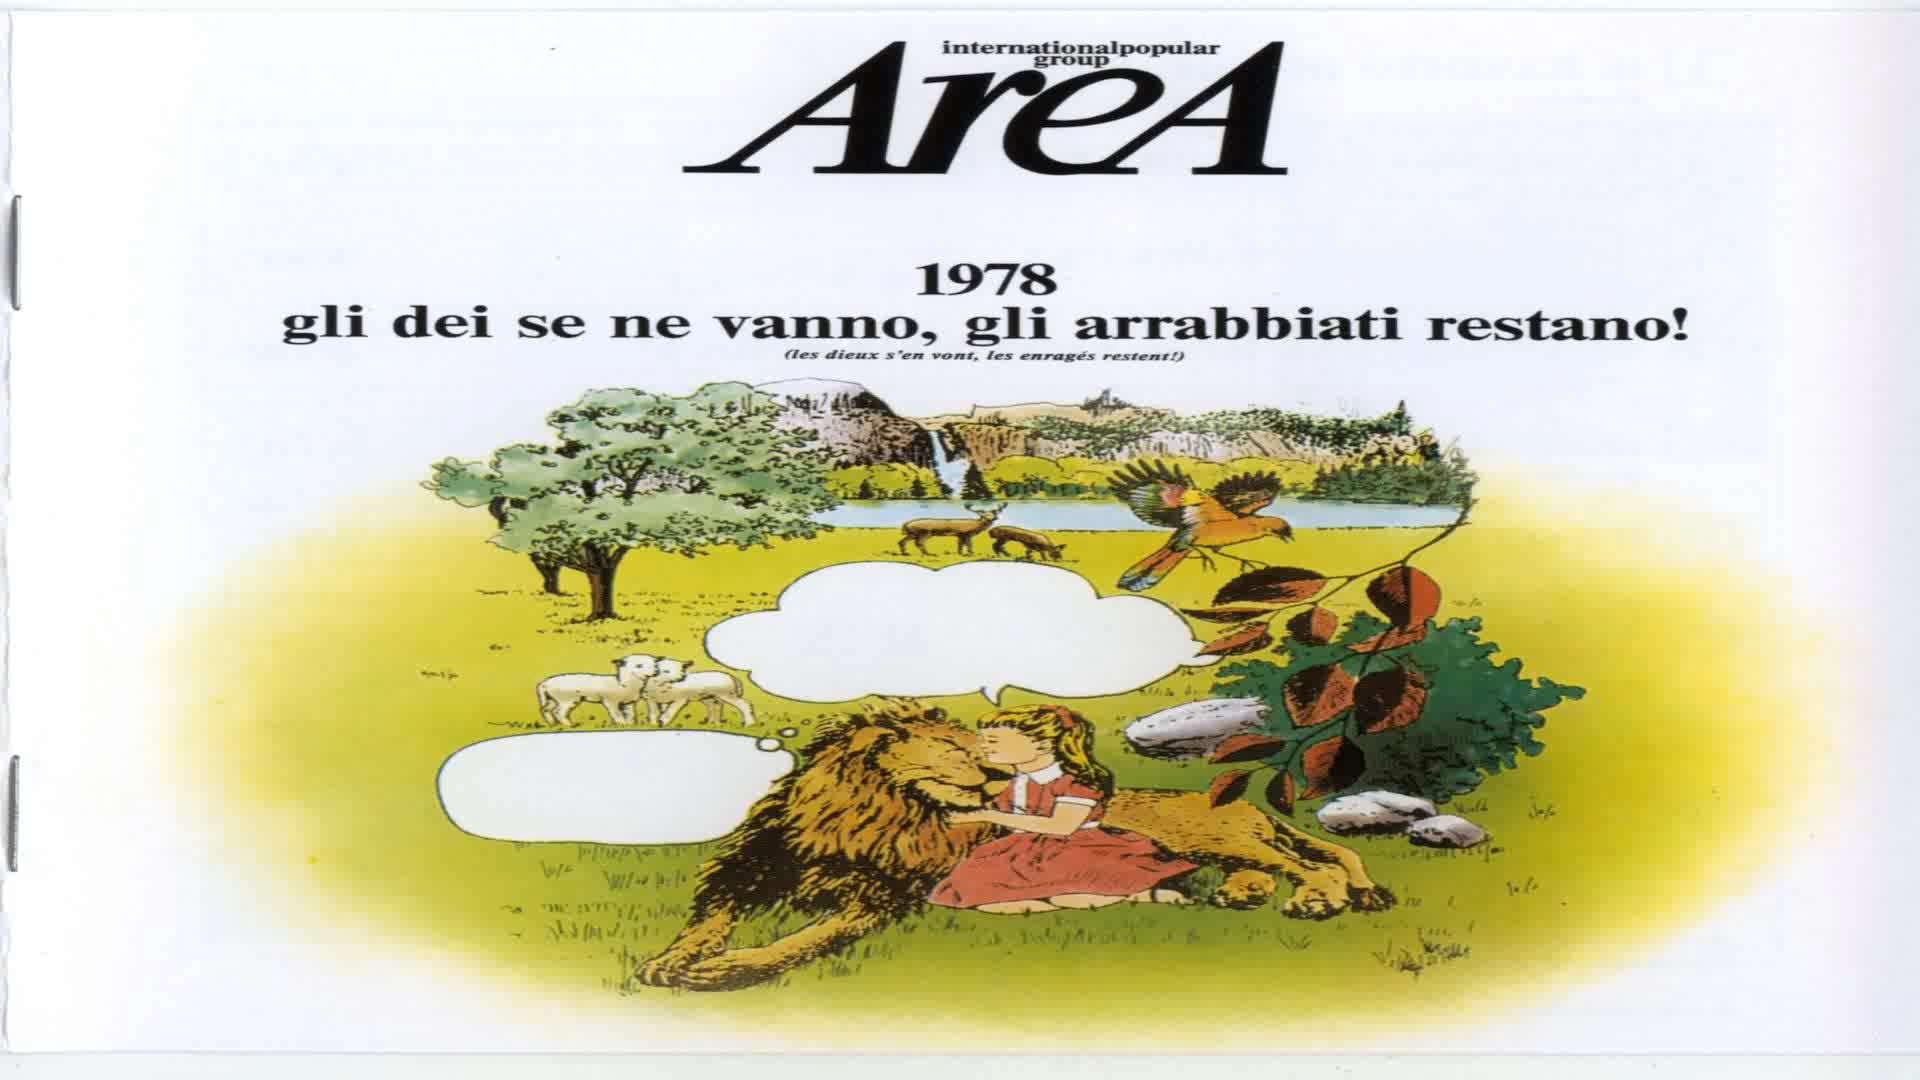 internationalpopular
group
AreA
1978
gli dei se ne vanno, gli arrabbiati restano!
(les dieux s'en vont, les enragés restent!)